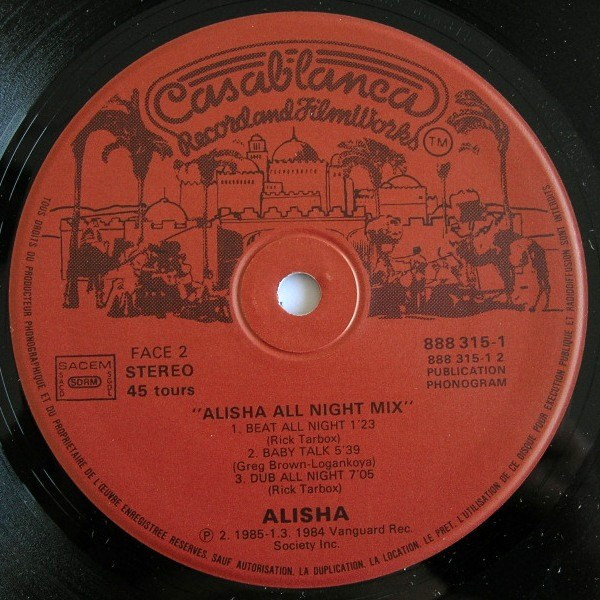 Casablanca
Record and FilmWorks
TM
FACE 2
STEREO
45 tours
SACEM
SACD
SDRM
SGDL
888 315-1
888 315-1 2
PUBLICATION
PHONOGRAM
"ALISHA ALL NIGHT MIX"
1. BEAT ALL NIGHT 1'23
(Rick Tarbox)
2. BABY TALK 5'39
(Greg Brown-Logankoya)
3. DUB ALL NIGHT 7'05
(Rick Tarbox)
ALISHA
Ⓟ 2. 1985-1.3. 1984 Vanguard Rec.
Society Inc.
TOUS DROITS DU PRODUCTEUR PHONOGRAPHIQUE ET DU PROPRIETAIRE DE L'ŒUVRE ENREGISTREE RESERVES. SAUF AUTORISATION, LA DUPLICATION, LA LOCATION, LE PRET, L'UTILISATION DE CE DISQUE POUR EXECUTION PUBLIQUE ET RADIODIFFUSION SONT INTERDITES.